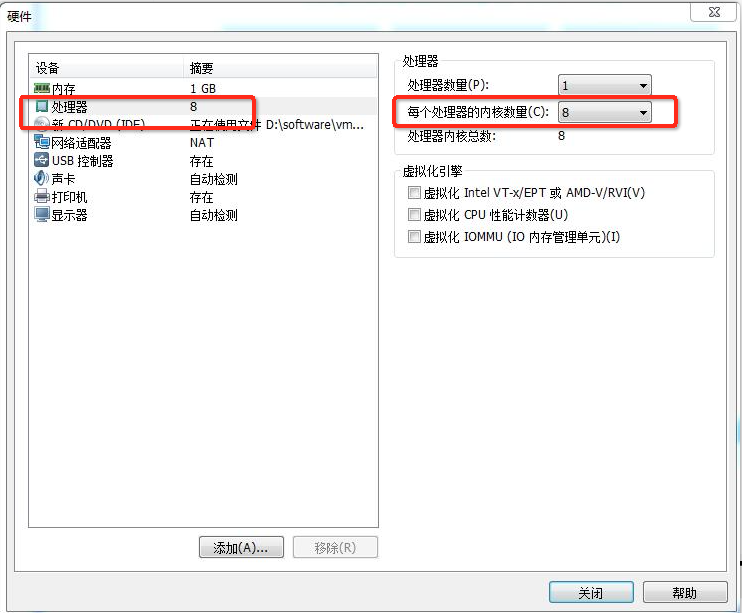 硬件
设备 摘要
内存 1 GB
处理器 8
新 CD/DVD (IDE) 正在使用文件 D:\software\vm...
网络适配器 NAT
USB 控制器 存在
声卡 自动检测
打印机 存在
显示器 自动检测
添加(A)...
移除(R)
处理器
处理器数量(P): 1
每个处理器的内核数量(C): 8
处理器内核总数: 8
虚拟化引擎
虚拟化 Intel VT-x/EPT 或 AMD-V/RVI(V)
虚拟化 CPU 性能计数器(U)
虚拟化 IOMMU (IO 内存管理单元)(I)
关闭
帮助